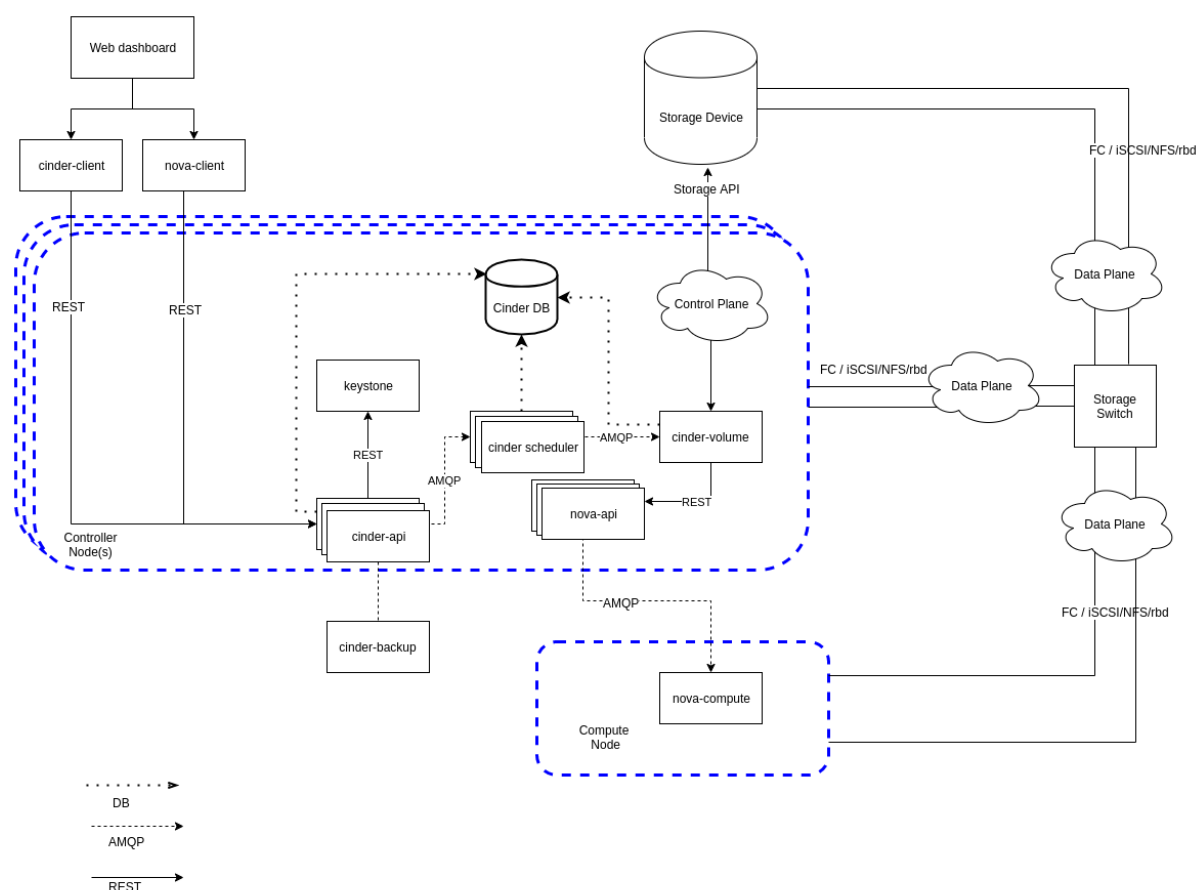 Web dashboard
cinder-client
nova-client
Storage Device
FC / iSCSI/NFS/rbd
Storage API
REST
REST
Cinder DB
Control Plane
Data Plane
keystone
FC / iSCSI/NFS/rbd
Data Plane
Storage
Switch
REST
cinder scheduler
AMQP
cinder-volume
AMQP
REST
nova-api
cinder-api
Controller
Node(s)
Data Plane
AMQP
FC / iSCSI/NFS/rbd
cinder-backup
nova-compute
Compute
Node
DB
AMQP
REST